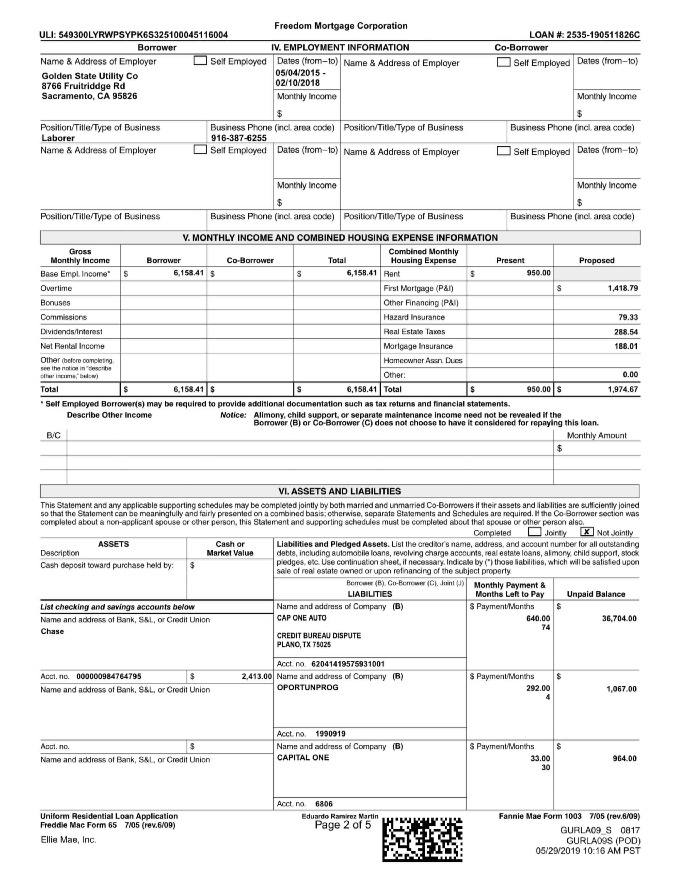 Freedom Mortgage Corporation
ULI: 549300LYRWPSYPK6S325100045116004 LOAN #: 2535-190511826C
Borrower IV. EMPLOYMENT INFORMATION Co-Borrower
Name & Address of Employer Self Employed Dates (from–to) Name & Address of Employer Self Employed Dates (from–to)
Golden State Utility Co 05/04/2015 -
8766 Fruitriddge Rd 02/10/2018
Sacramento, CA 95826 Monthly Income Monthly Income
$ $
Position/Title/Type of Business Business Phone (incl. area code) Position/Title/Type of Business Business Phone (incl. area code)
Laborer 916-387-6255
Name & Address of Employer Self Employed Dates (from–to) Name & Address of Employer Self Employed Dates (from–to)
Monthly Income Monthly Income
$ $
Position/Title/Type of Business Business Phone (incl. area code) Position/Title/Type of Business Business Phone (incl. area code)
V. MONTHLY INCOME AND COMBINED HOUSING EXPENSE INFORMATION
Gross Monthly Income Borrower Co-Borrower Total Combined Monthly Housing Expense Present Proposed
Base Empl. Income* $ 6,158.41 $ $ 6,158.41 Rent $ 950.00
Overtime First Mortgage (P&I) $ 1,418.79
Bonuses Other Financing (P&I)
Commissions Hazard Insurance 79.33
Dividends/Interest Real Estate Taxes 288.54
Net Rental Income Mortgage Insurance 188.01
Other (before completing, Homeowner Assn. Dues
see the notice in "describe
other income," below) Other: 0.00
Total $ 6,158.41 $ $ 6,158.41 Total $ 950.00 $ 1,974.67
* Self Employed Borrower(s) may be required to provide additional documentation such as tax returns and financial statements.
Describe Other Income Notice: Alimony, child support, or separate maintenance income need not be revealed if the
Borrower (B) or Co-Borrower (C) does not choose to have it considered for repaying this loan.
B/C Monthly Amount
$
VI. ASSETS AND LIABILITIES
This Statement and any applicable supporting schedules may be completed jointly by both married and unmarried Co-Borrowers if their assets and liabilities are sufficiently joined
so that the Statement can be meaningfully and fairly presented on a combined basis; otherwise, separate Statements and Schedules are required. If the Co-Borrower section was
completed about a non-applicant spouse or other person, this Statement and supporting schedules must be completed about that spouse or other person also.
Completed Jointly X Not Jointly
ASSETS Cash or Market Value
Description
Liabilities and Pledged Assets. List the creditor's name, address, and account number for all outstanding
debts, including automobile loans, revolving charge accounts, real estate loans, alimony, child support, stock
pledges, etc. Use continuation sheet, if necessary. Indicate by (*) those liabilities, which will be satisfied upon
sale of real estate owned or upon refinancing of the subject property.
Cash deposit toward purchase held by: $
Borrower (B), Co-Borrower (C), Joint (J)
LIABILITIES Monthly Payment & Months Left to Pay Unpaid Balance
List checking and savings accounts below Name and address of Company (B) $ Payment/Months $
Name and address of Bank, S&L, or Credit Union CAP ONE AUTO 640.00 36,704.00
Chase 74
CREDIT BUREAU DISPUTE
PLANO, TX 75025
Acct. no. 62041419575931001
Acct. no. 000000984764795 $ 2,413.00 Name and address of Company (B) $ Payment/Months $
Name and address of Bank, S&L, or Credit Union OPORTUNPROG 292.00 1,067.00
4
Acct. no. 1990919
Acct. no. $ Name and address of Company (B) $ Payment/Months $
Name and address of Bank, S&L, or Credit Union CAPITAL ONE 33.00 964.00
30
Acct. no. 6806
Uniform Residential Loan Application Eduardo Ramirez Martin Fannie Mae Form 1003 7/05 (rev.6/09)
Freddie Mac Form 65 7/05 (rev.6/09) Page 2 of 5
GURLA09_S 0817
Ellie Mae, Inc. GURLA09S (POD)
05/29/2019 10:16 AM PST